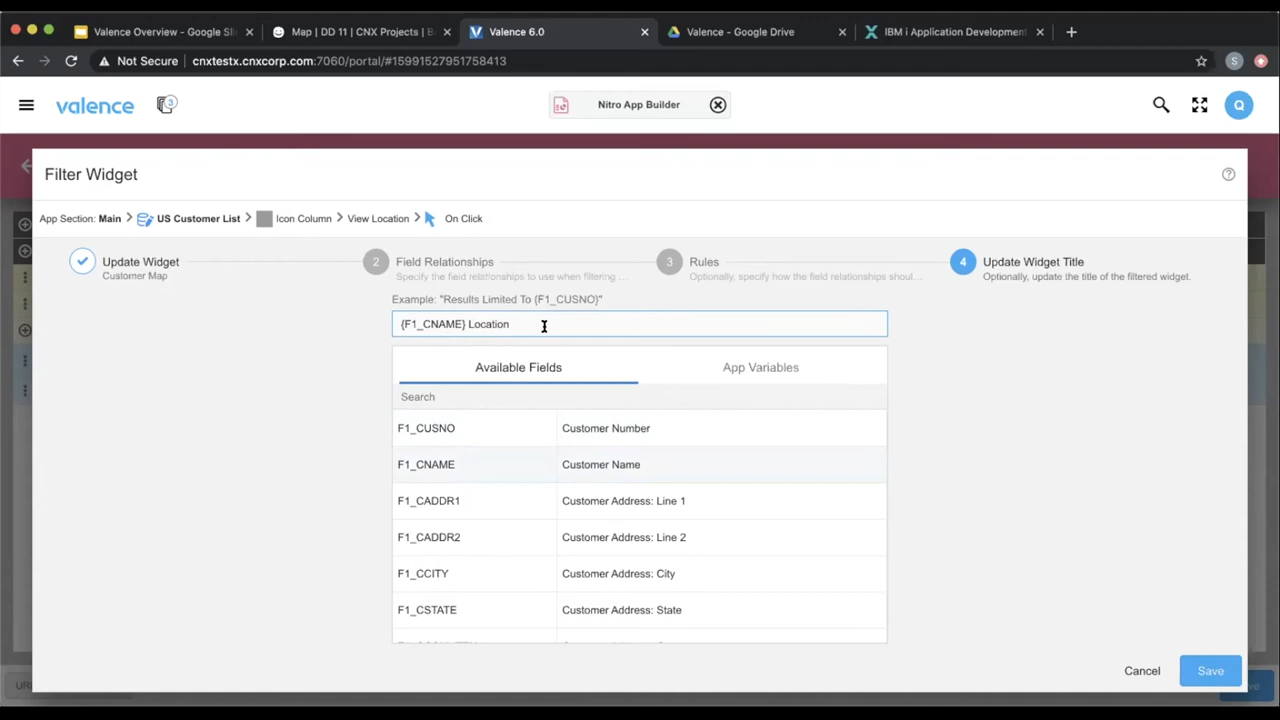 Valence Overview - Google Sli
Map | DD 11 | CNX Projects | B
Valence 6.0
Valence - Google Drive
IBM i Application Development
Not Secure
cnxtestx.cnxcorp.com:7060/portal/#15991527951758413
S
valence
3
Nitro App Builder
Q
Filter Widget
App Section: Main
US Customer List
Icon Column
View Location
On Click
Update Widget
Customer Map
2
Field Relationships
Specify the field relationships to use when filtering ...
3
Rules
Optionally, specify how the field relationships shoul...
4
Update Widget Title
Optionally, update the title of the filtered widget.
Example: "Results Limited To {F1_CUSNO}"
{F1_CNAME} Location
Available Fields
App Variables
Search
F1_CUSNO
Customer Number
F1_CNAME
Customer Name
F1_CADDR1
Customer Address: Line 1
F1_CADDR2
Customer Address: Line 2
F1_CCITY
Customer Address: City
F1_CSTATE
Customer Address: State
Cancel
Save